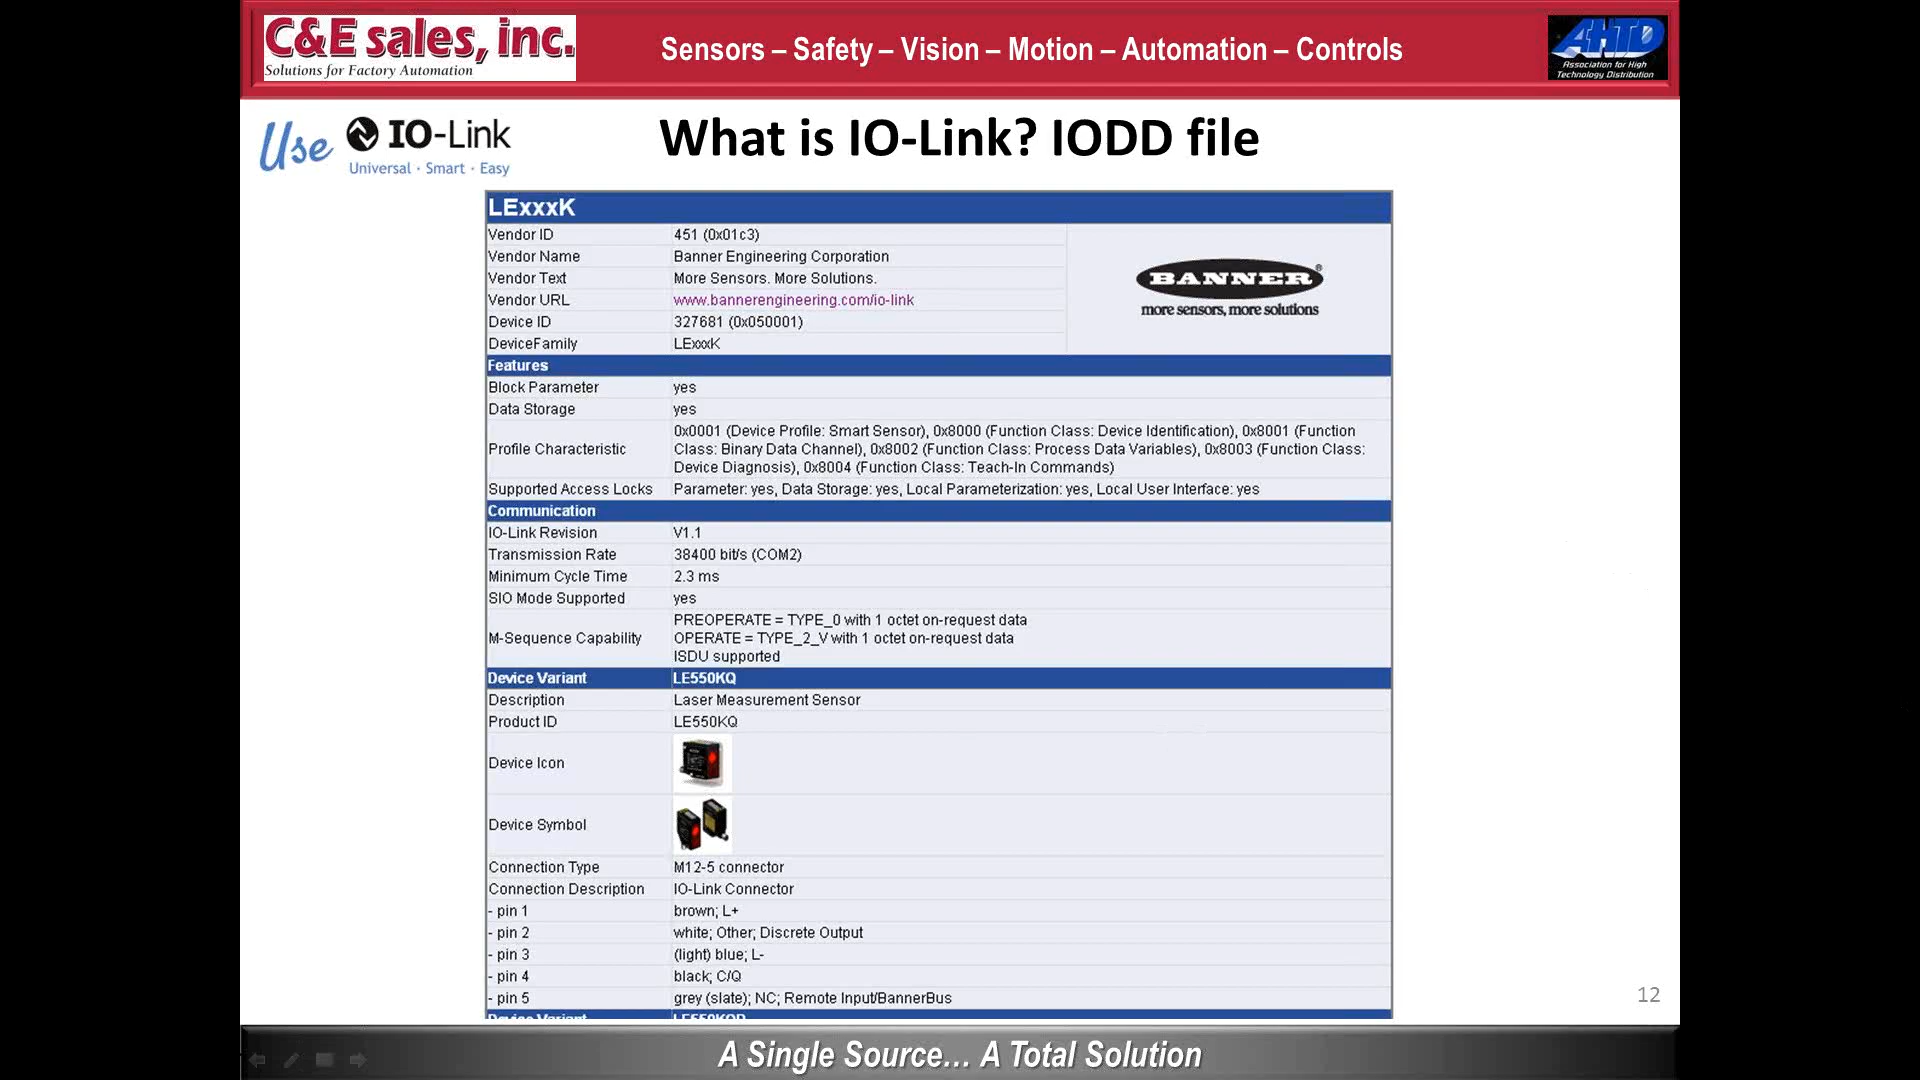 C&E sales, inc.
Solutions for Factory Automation
Sensors – Safety – Vision – Motion – Automation – Controls
AHTD
Association for High
Technology Distribution
Use IO-Link
Universal · Smart · Easy
What is IO-Link? IODD file
LExxxK
Vendor ID 451 (0x01c3)
Vendor Name Banner Engineering Corporation
Vendor Text More Sensors. More Solutions.
Vendor URL www.bannerengineering.com/io-link
Device ID 327681 (0x050001)
DeviceFamily LExxxK
BANNER®
more sensors, more solutions
Features
Block Parameter yes
Data Storage yes
Profile Characteristic 0x0001 (Device Profile: Smart Sensor), 0x8000 (Function Class: Device Identification), 0x8001 (Function
Class: Binary Data Channel), 0x8002 (Function Class: Process Data Variables), 0x8003 (Function Class:
Device Diagnosis), 0x8004 (Function Class: Teach-In Commands)
Supported Access Locks Parameter: yes, Data Storage: yes, Local Parameterization: yes, Local User Interface: yes
Communication
IO-Link Revision V1.1
Transmission Rate 38400 bit/s (COM2)
Minimum Cycle Time 2.3 ms
SIO Mode Supported yes
M-Sequence Capability PREOPERATE = TYPE_0 with 1 octet on-request data
OPERATE = TYPE_2_V with 1 octet on-request data
ISDU supported
Device Variant LE550KQ
Description Laser Measurement Sensor
Product ID LE550KQ
Device Icon
Device Symbol
Connection Type M12-5 connector
Connection Description IO-Link Connector
- pin 1 brown; L+
- pin 2 white; Other; Discrete Output
- pin 3 (light) blue; L-
- pin 4 black; C/Q
- pin 5 grey (slate); NC; Remote Input/BannerBus
Device Variant LE550KQP
12
A Single Source... A Total Solution